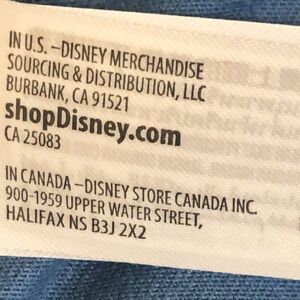 IN U.S. –DISNEY MERCHANDISE
SOURCING & DISTRIBUTION, LLC
BURBANK, CA 91521
shopDisney.com
CA 25083
IN CANADA –DISNEY STORE CANADA INC.
900-1959 UPPER WATER STREET,
HALIFAX NS B3J 2X2